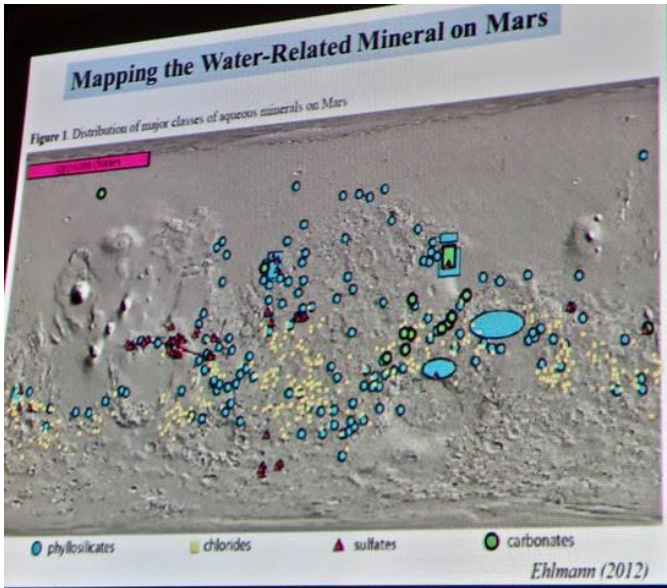 Mapping the Water-Related Mineral on Mars
Figure 1. Distribution of major classes of aqueous minerals on Mars
gypsum dunes
phyllosilicates chlorides sulfates carbonates
Ehlmann (2012)